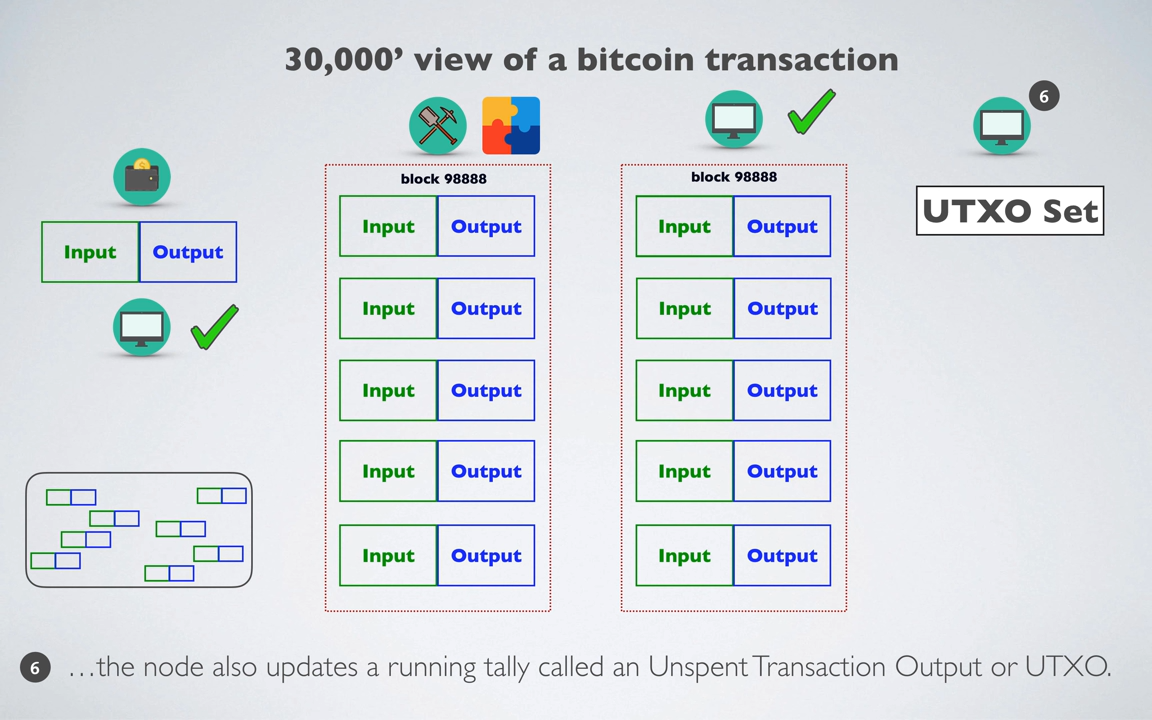 30,000’ view of a bitcoin transaction
6
block 98888
block 98888
UTXO Set
Input Output
Input Output
Input Output
Input Output
Input Output
Input Output
Input Output
Input Output
Input Output
Input Output
Input Output
6 …the node also updates a running tally called an Unspent Transaction Output or UTXO.